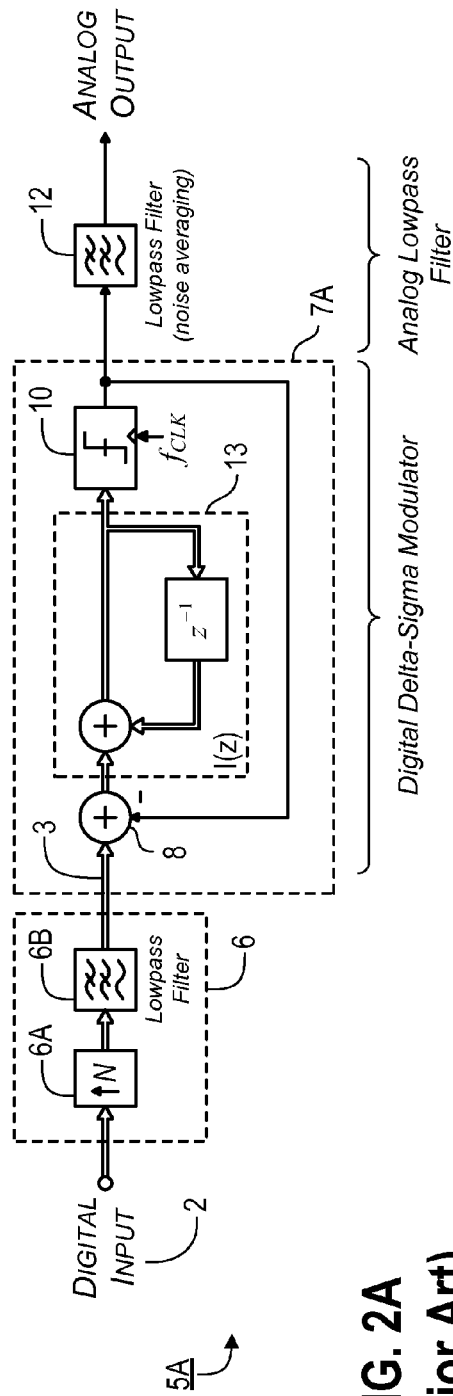 5A
DIGITAL
INPUT
2
6A
↑N
6B
Lowpass
Filter
6
3
8
–
+
+
I(z)
z⁻¹
13
10
f_CLK
7A
12
Lowpass Filter
(noise averaging)
ANALOG
OUTPUT
Digital Delta-Sigma Modulator
Analog Lowpass
Filter
G. 2A
ior Art)